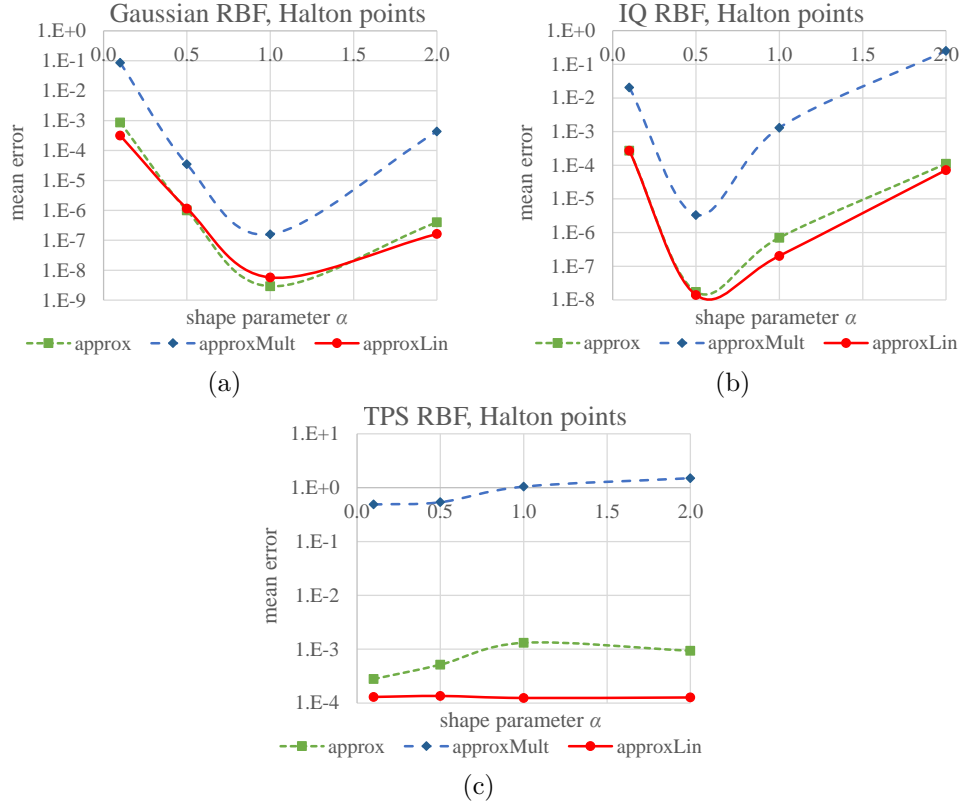 Gaussian RBF, Halton points
1.E+0
0.0 0.5 1.0 1.5 2.0
1.E-1
1.E-2
1.E-3
1.E-4
1.E-5
1.E-6
1.E-7
1.E-8
1.E-9
mean error
shape parameter α
approx approxMult approxLin
(a)
IQ RBF, Halton points
1.E+0
0.0 0.5 1.0 1.5 2.0
1.E-1
1.E-2
1.E-3
1.E-4
1.E-5
1.E-6
1.E-7
1.E-8
mean error
shape parameter α
approx approxMult approxLin
(b)
TPS RBF, Halton points
1.E+1
1.E+0
0.0 0.5 1.0 1.5 2.0
1.E-1
1.E-2
1.E-3
1.E-4
mean error
shape parameter α
approx approxMult approxLin
(c)